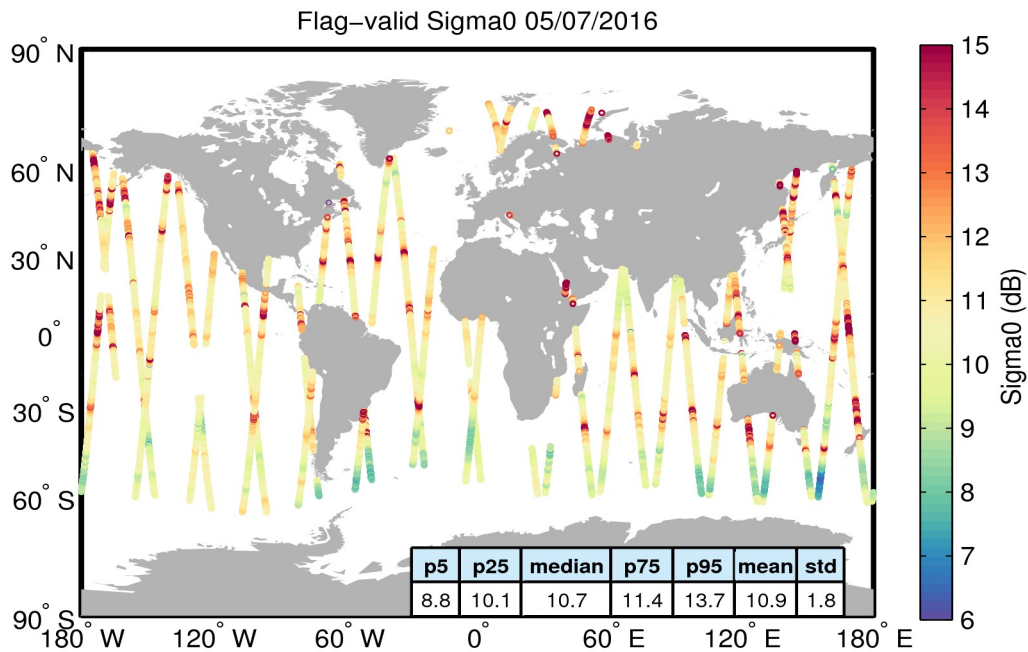 Flag−valid Sigma0 05/07/2016
90° N
60° N
30° N
0°
30° S
60° S
90° S
180° W
120° W
60° W
0°
60° E
120° E
180° E
p5 p25 median p75 p95 mean std
8.8 10.1 10.7 11.4 13.7 10.9 1.8
15
14
13
12
11
10
9
8
7
6
Sigma0 (dB)